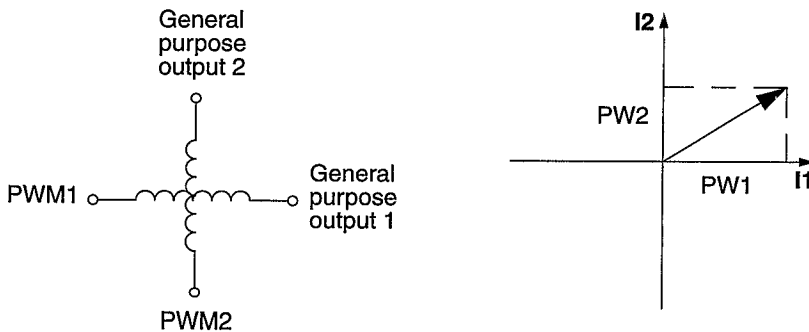 General
purpose
output 2
PWM1
General
purpose
output 1
PWM2
I2
PW2
PW1
I1